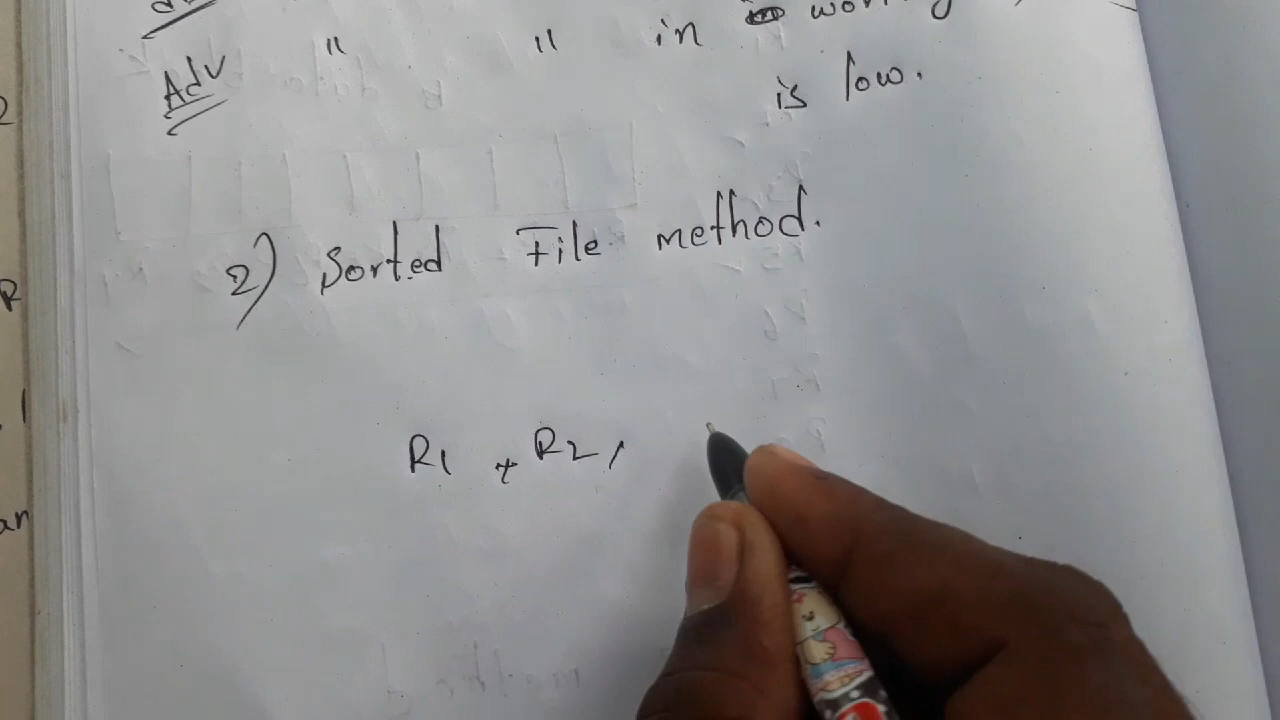 Adv " " in
is low.
2) Sorted File method.
R1 + R2,